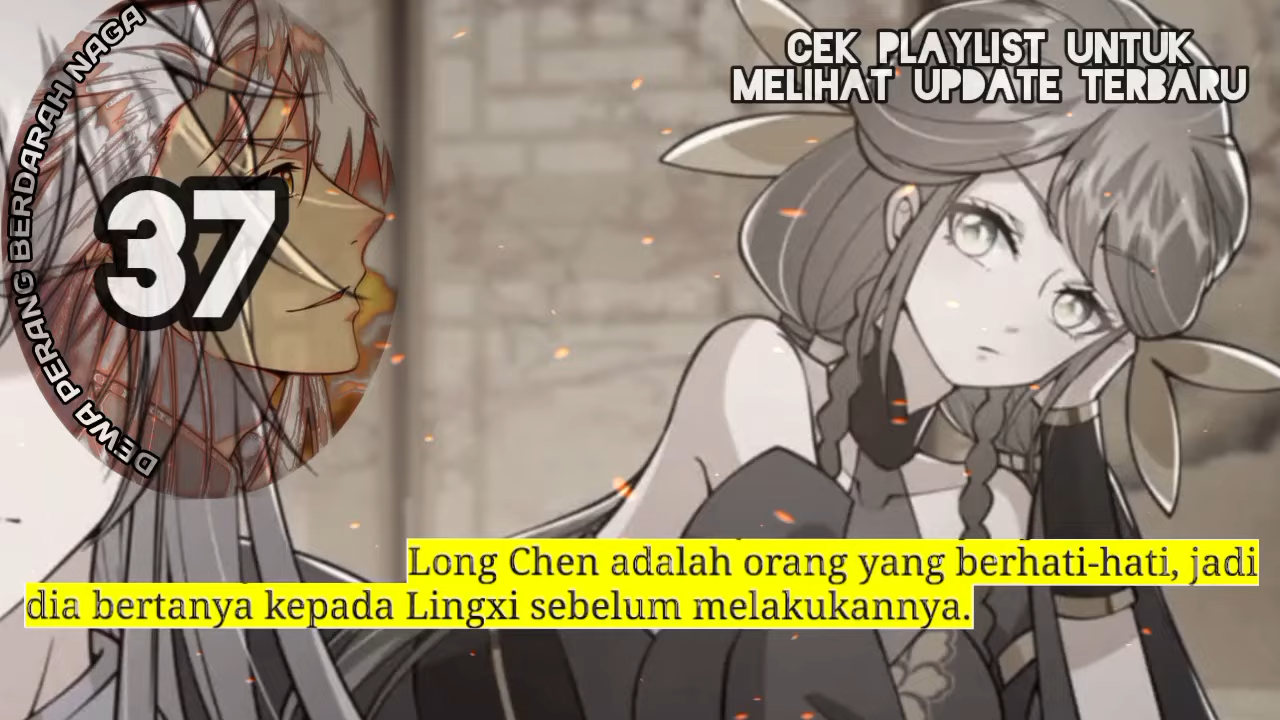 DEWA PERANG BERDARAH NAGA
37
CEK PLAYLIST UNTUK
MELIHAT UPDATE TERBARU
Long Chen adalah orang yang berhati-hati, jadi
dia bertanya kepada Lingxi sebelum melakukannya.